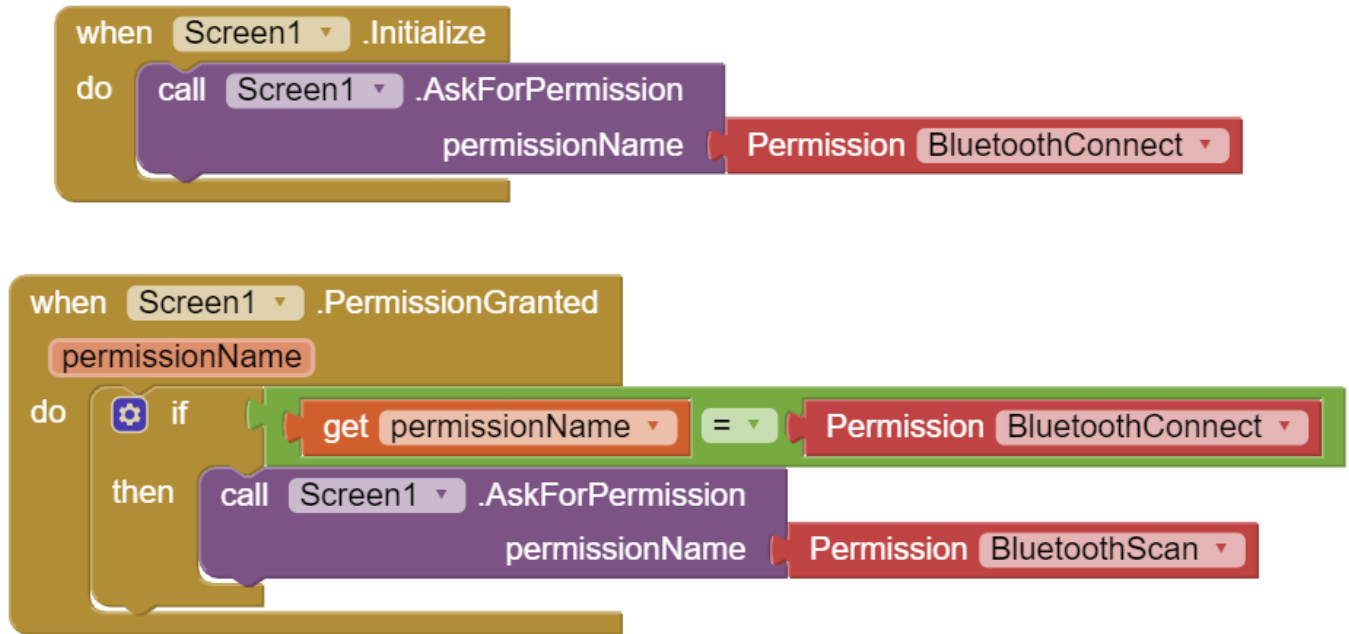 when Screen1 .Initialize
do call Screen1 .AskForPermission
permissionName Permission BluetoothConnect
when Screen1 .PermissionGranted
permissionName
do if get permissionName = Permission BluetoothConnect
then call Screen1 .AskForPermission
permissionName Permission BluetoothScan